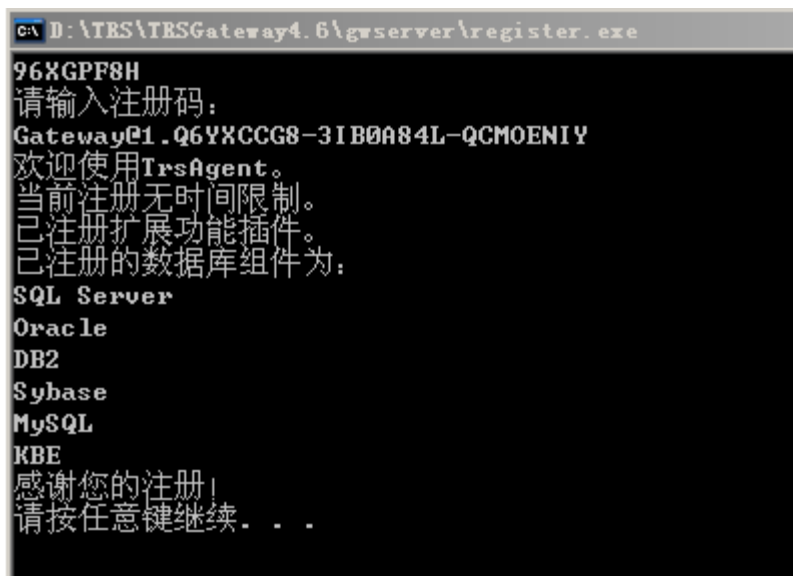 D:\TRS\TRSGateway4.6\gwserver\register.exe
96XGPF8H
请输入注册码：
Gateway@1.Q6YXCCG8-3IB0A84L-QCMOENIY
欢迎使用TrsAgent。
当前注册无时间限制。
已注册扩展功能插件。
已注册的数据库组件为：
SQL Server
Oracle
DB2
Sybase
MySQL
KBE
感谢您的注册！
请按任意键继续. . .